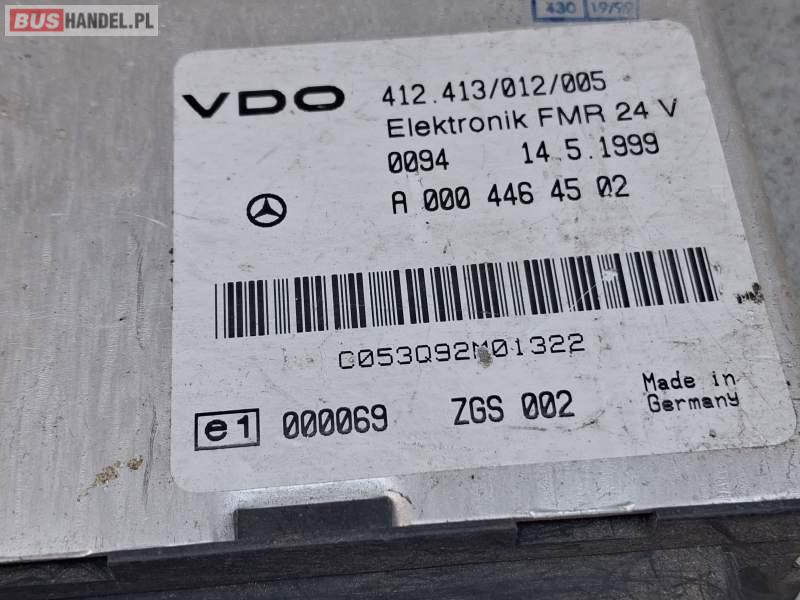 BUSHANDEL.PL
430 19/99
VDO 412.413/012/005
Elektronik FMR 24 V
0094 14.5.1999
A 000 446 45 02
C053Q92M01322
e1 000069 ZGS 002
Made in
Germany